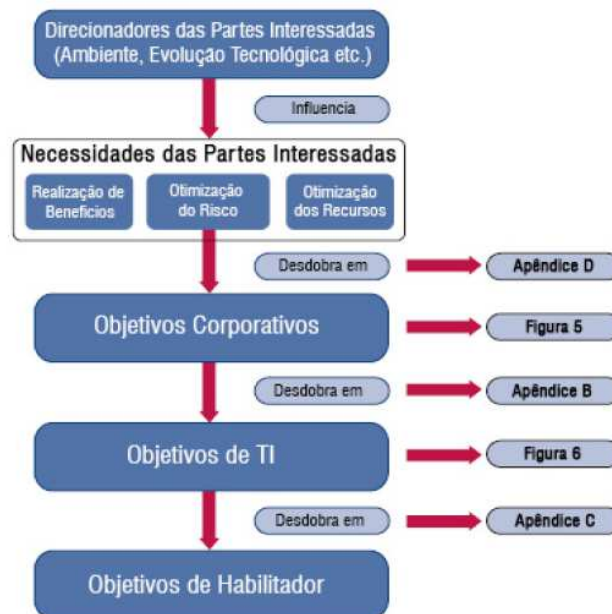 Direcionadores das Partes Interessadas
(Ambiente, Evolução Tecnológica etc.)
Influencia
Necessidades das Partes Interessadas
Realização de
Benefícios
Otimização
do Risco
Otimização
dos Recursos
Desdobra em
Apêndice D
Objetivos Corporativos
Figura 5
Desdobra em
Apêndice B
Objetivos de TI
Figura 6
Desdobra em
Apêndice C
Objetivos de Habilitador